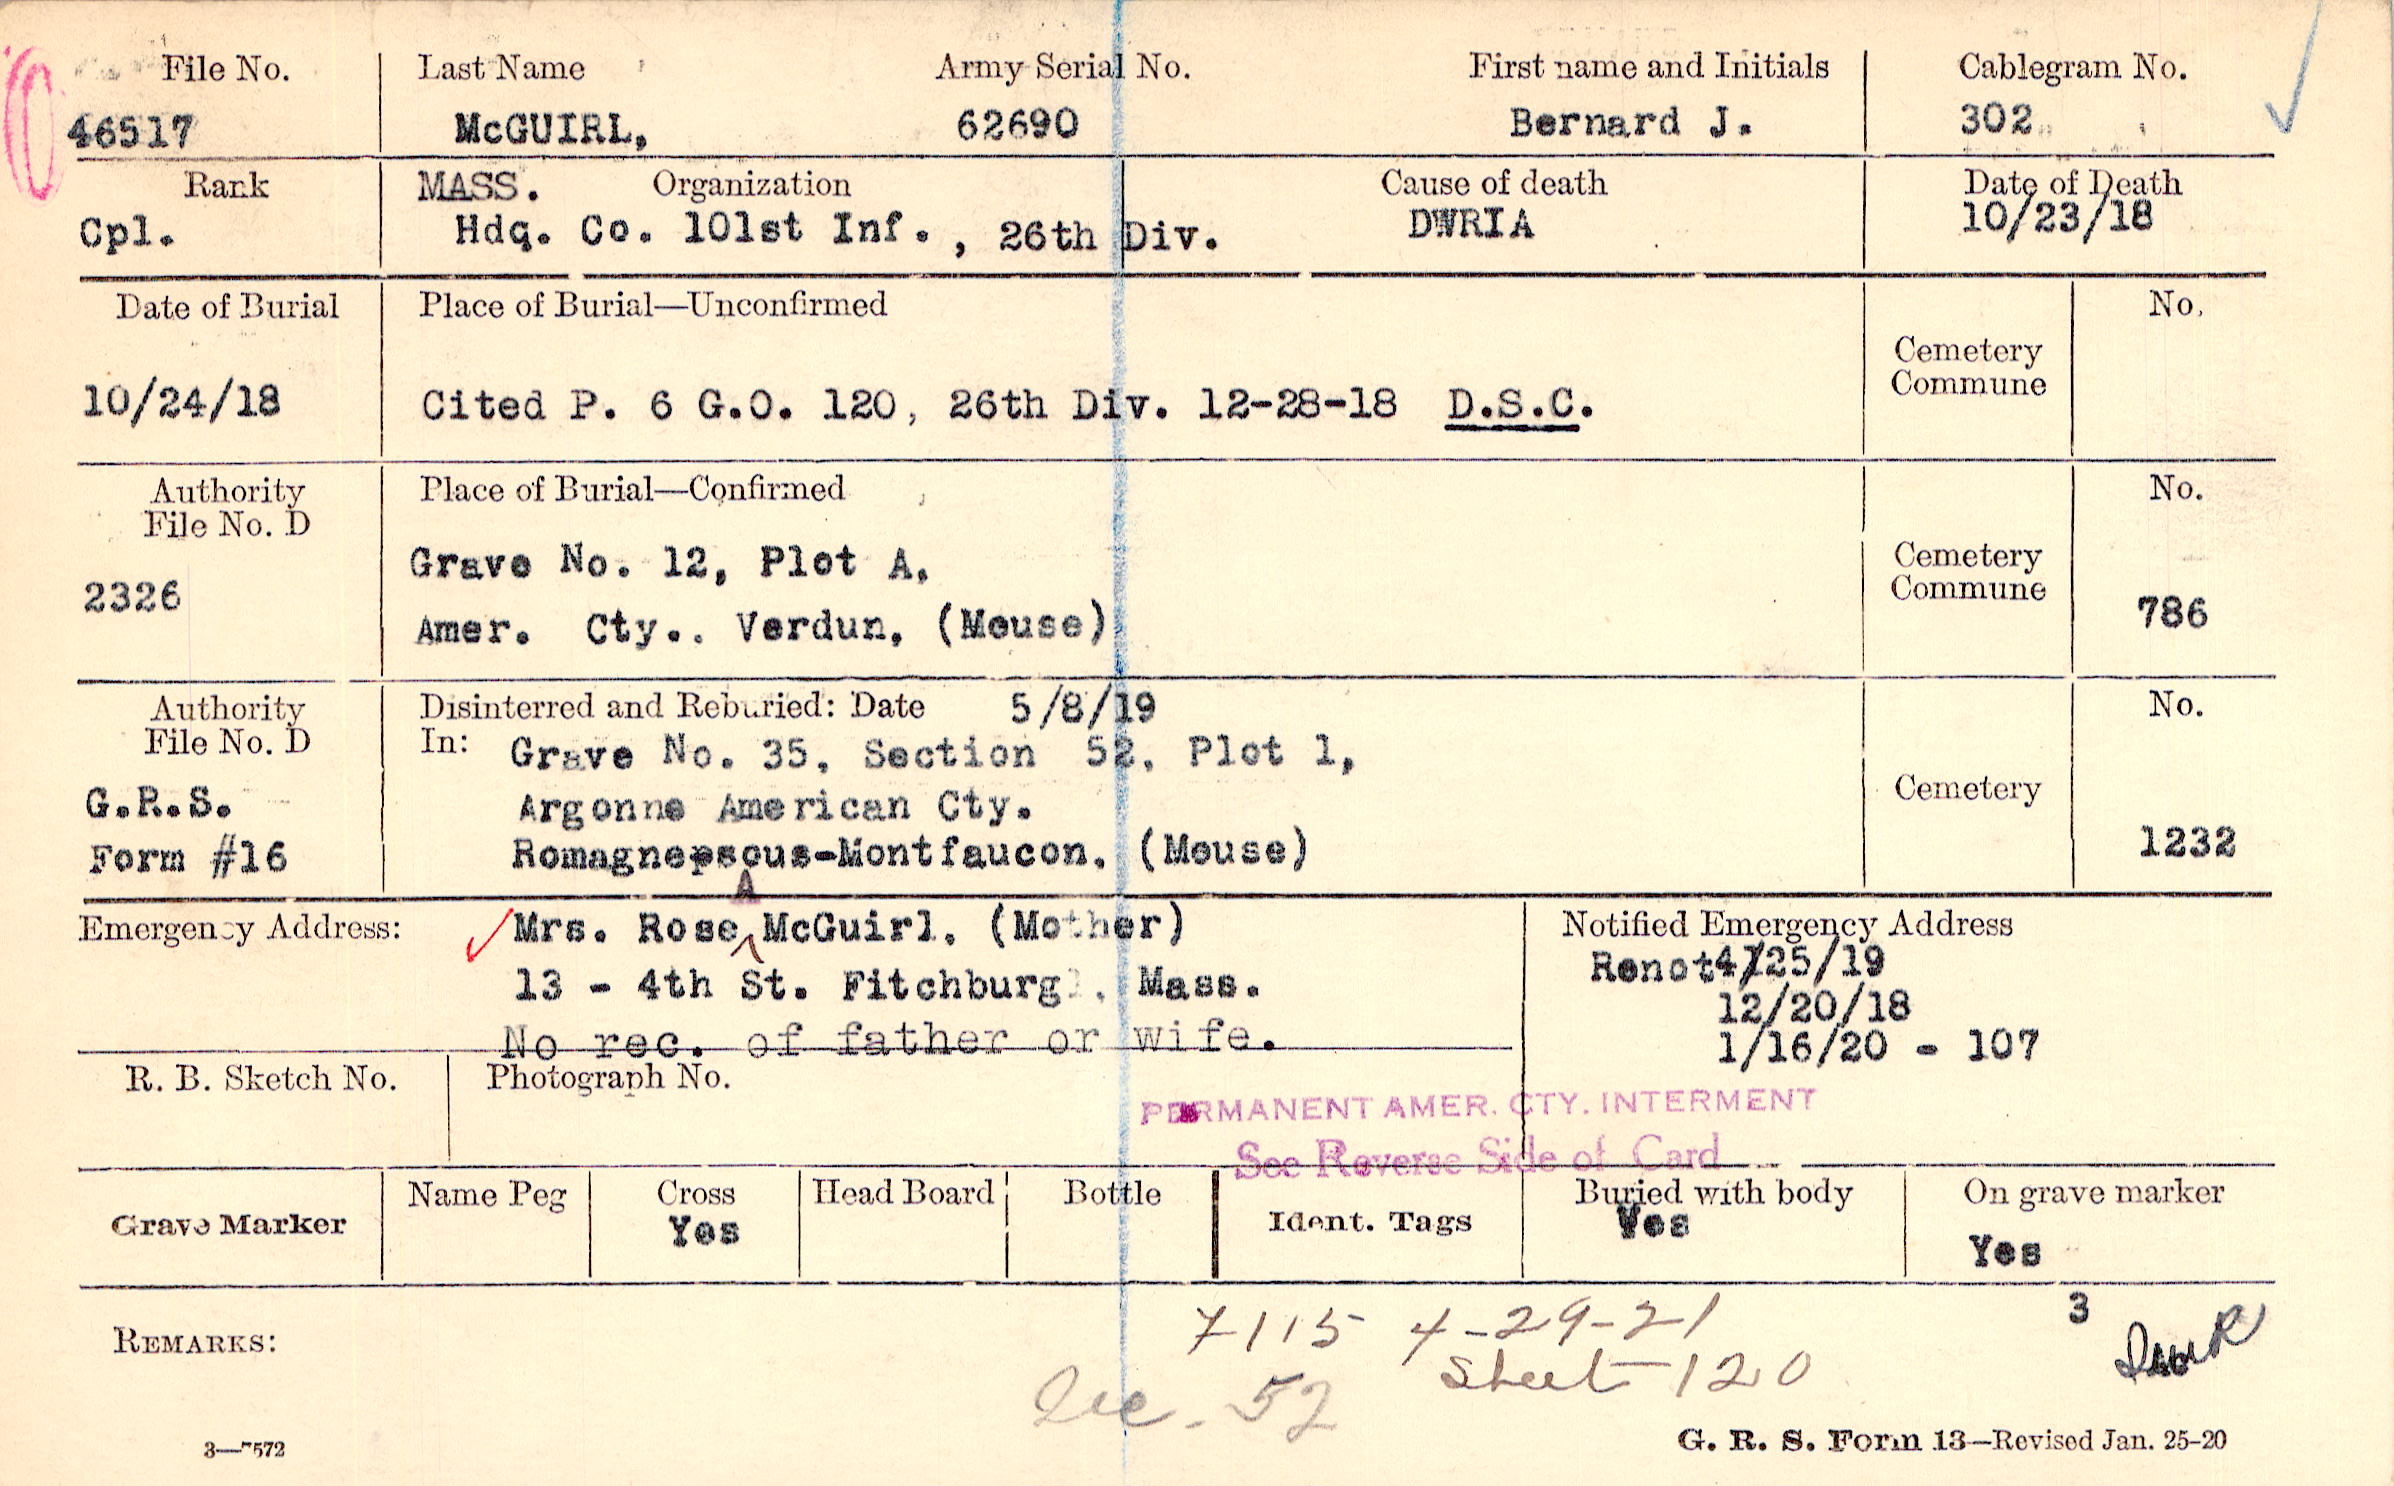 File No. Last Name Army Serial No. First name and Initials Cablegram No.
46517 McGUIRL, 62690 Bernard J. 302
Rank MASS. Organization Cause of death Date of Death
Cpl. Hdq. Co. 101st Inf., 26th Div. DWRIA 10/23/18
Date of Burial Place of Burial—Unconfirmed No.
Cemetery
Commune
10/24/18 Cited P. 6 G.O. 120, 26th Div. 12-28-18 D.S.C.
Authority Place of Burial—Confirmed No.
File No. D
Grave No. 12, Plot A, Cemetery
2326 Commune
Amer. Cty.. Verdun, (Meuse) 786
Authority Disinterred and Reburied: Date 5/8/19 No.
File No. D In: Grave No. 35, Section 52, Plot 1,
G.R.S. Argonne American Cty. Cemetery
Form #16 Romagnepsous-Montfaucon, (Meuse) 1232
A
Emergency Address: Mrs. Rose McGuirl, (Mother) Notified Emergency Address
13 - 4th St. Fitchburg, Mass. Renot 4/25/19
12/20/18
No rec. of father or wife. 1/16/20 - 107
R. B. Sketch No. Photograph No.
PERMANENT AMER. CTY. INTERMENT
See Reverse Side of Card
Grave Marker Name Peg Cross Head Board Bottle Ident. Tags Buried with body On grave marker
Yes Yes Yes
3
REMARKS: 7115 4-29-21
Sheet-120
Sec. 52
3—7572 G. R. S. Form 13—Revised Jan. 25-20